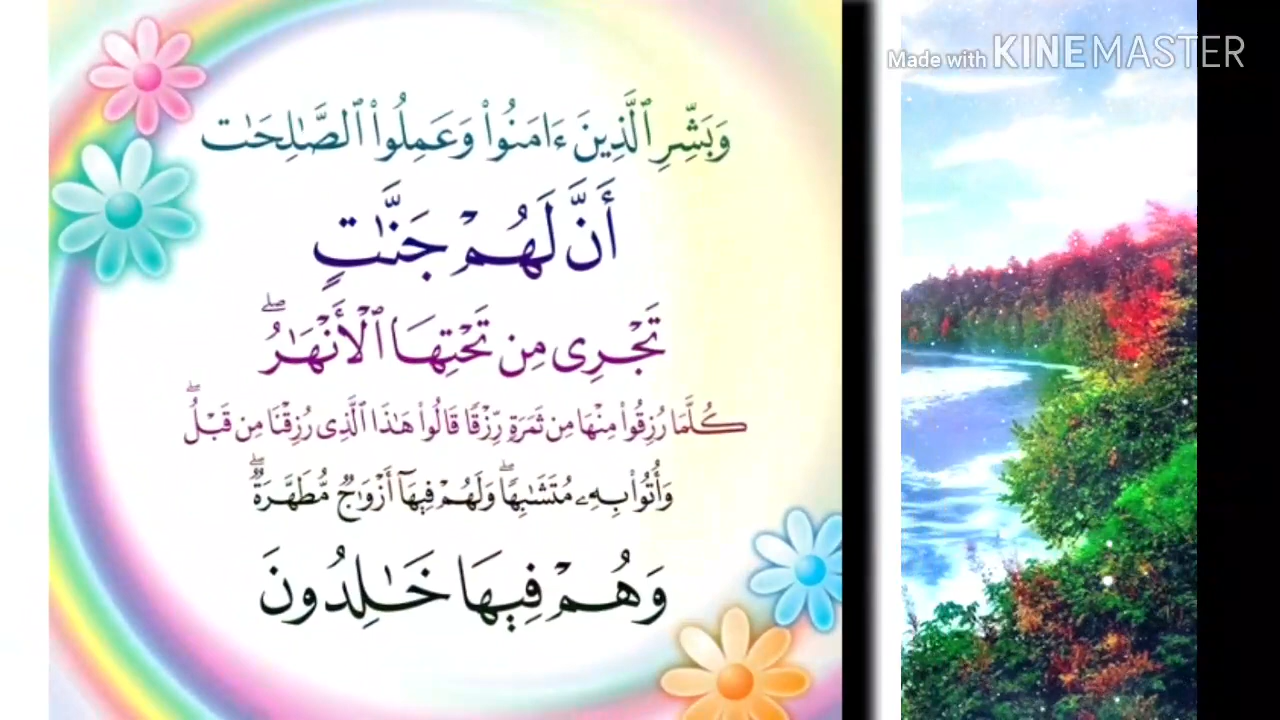 وَبَشِّرِ ٱلَّذِينَ ءَامَنُوا۟ وَعَمِلُوا۟ ٱلصَّـٰلِحَـٰتِ
أَنَّ لَهُمْ جَنَّـٰتٍ
تَجْرِى مِن تَحْتِهَا ٱلْأَنْهَـٰرُ ۖ
كُلَّمَا رُزِقُوا۟ مِنْهَا مِن ثَمَرَةٍ رِّزْقًا قَالُوا۟ هَـٰذَا ٱلَّذِى رُزِقْنَا مِن قَبْلُ ۖ
وَأُتُوا۟ بِهِۦ مُتَشَـٰبِهًا ۖ وَلَهُمْ فِيهَآ أَزْوَٰجٌ مُّطَهَّرَةٌ ۖ
وَهُمْ فِيهَا خَـٰلِدُونَ
Made with KINEMASTER